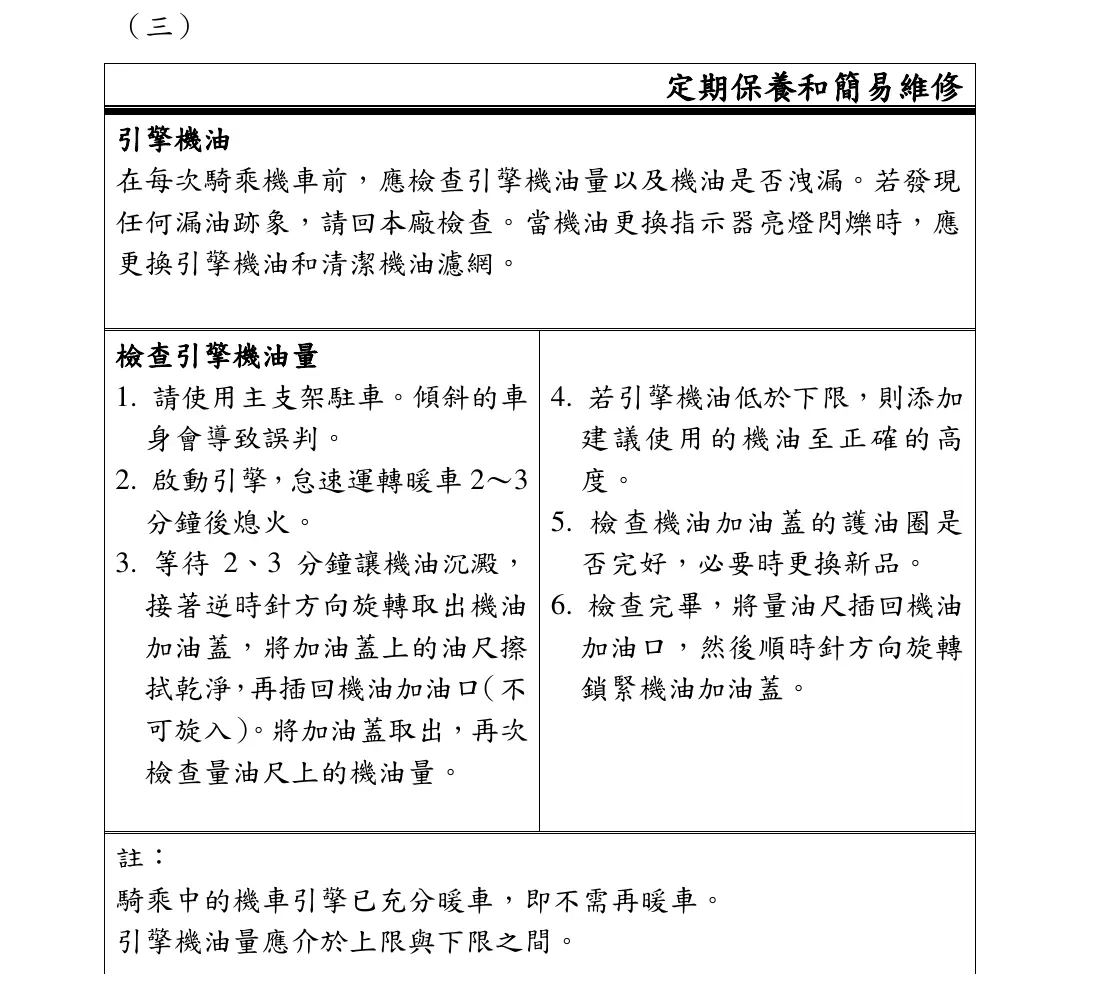 （三）
定期保養和簡易維修
引擎機油
在每次騎乘機車前，應檢查引擎機油量以及機油是否洩漏。若發現
任何漏油跡象，請回本廠檢查。當機油更換指示器亮燈閃爍時，應
更換引擎機油和清潔機油濾網。
檢查引擎機油量
1. 請使用主支架駐車。傾斜的車
身會導致誤判。
2. 啟動引擎，怠速運轉暖車 2～3
分鐘後熄火。
3. 等待 2、3 分鐘讓機油沉澱，
接著逆時針方向旋轉取出機油
加油蓋，將加油蓋上的油尺擦
拭乾淨，再插回機油加油口（不
可旋入）。將加油蓋取出，再次
檢查量油尺上的機油量。
4. 若引擎機油低於下限，則添加
建議使用的機油至正確的高
度。
5. 檢查機油加油蓋的護油圈是
否完好，必要時更換新品。
6. 檢查完畢，將量油尺插回機油
加油口，然後順時針方向旋轉
鎖緊機油加油蓋。
註：
騎乘中的機車引擎已充分暖車，即不需再暖車。
引擎機油量應介於上限與下限之間。